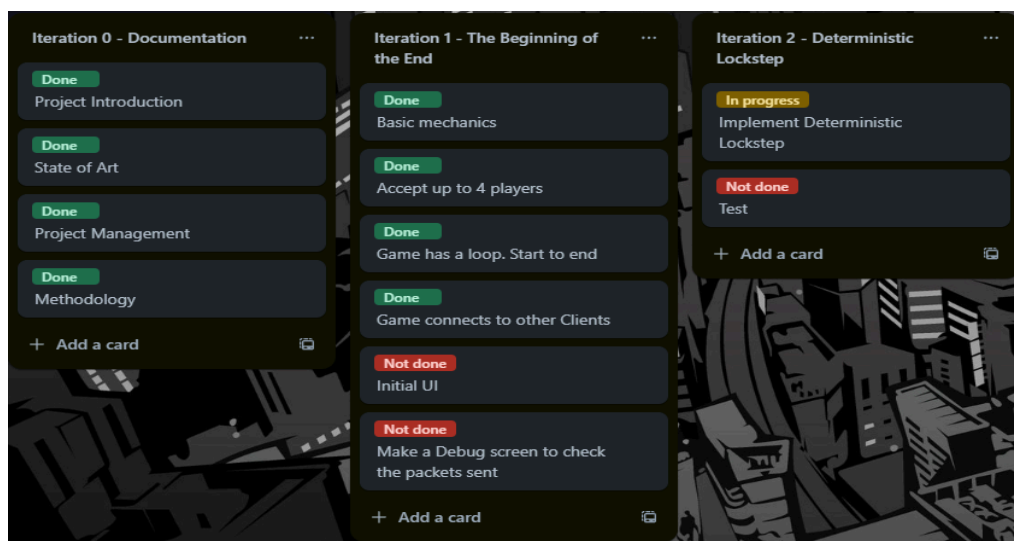 Iteration 0 - Documentation
Done
Project Introduction
Done
State of Art
Done
Project Management
Done
Methodology
+ Add a card
Iteration 1 - The Beginning of
the End
Done
Basic mechanics
Done
Accept up to 4 players
Done
Game has a loop. Start to end
Done
Game connects to other Clients
Not done
Initial UI
Not done
Make a Debug screen to check
the packets sent
+ Add a card
Iteration 2 - Deterministic
Lockstep
In progress
Implement Deterministic
Lockstep
Not done
Test
+ Add a card